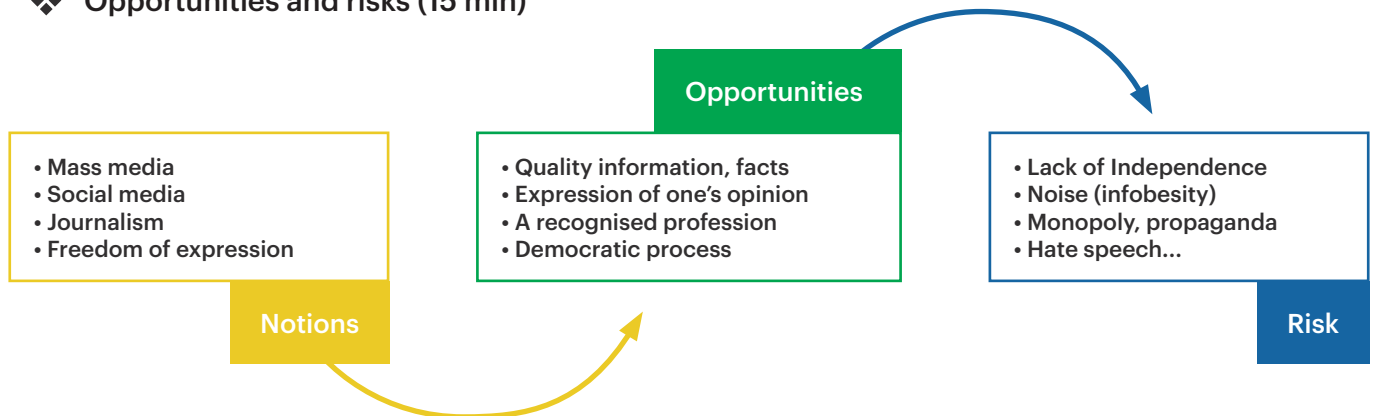 ❖ Opportunities and risks (15 min)
• Mass media
• Social media
• Journalism
• Freedom of expression
Notions
Opportunities
• Quality information, facts
• Expression of one's opinion
• A recognised profession
• Democratic process
• Lack of Independence
• Noise (infobesity)
• Monopoly, propaganda
• Hate speech...
Risk